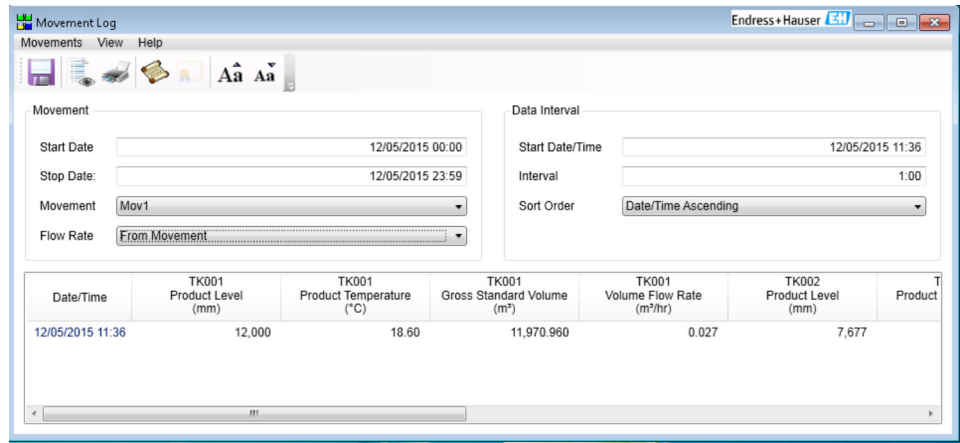 Movement Log
Endress+Hauser EH
Movements View Help
Aâ Aǎ
Movement
Start Date 12/05/2015 00:00
Stop Date: 12/05/2015 23:59
Movement Mov1
Flow Rate From Movement
Data Interval
Start Date/Time 12/05/2015 11:36
Interval 1:00
Sort Order Date/Time Ascending
Date/Time
TK001
Product Level
(mm)
TK001
Product Temperature
(°C)
TK001
Gross Standard Volume
(m³)
TK001
Volume Flow Rate
(m³/hr)
TK002
Product Level
(mm)
T
Product
12/05/2015 11:36 12,000 18.60 11,970.960 0.027 7,677